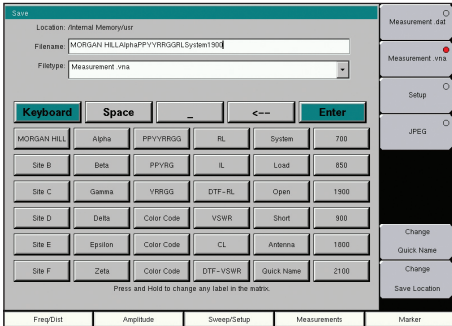 Save
Location: /Internal Memory/usr
Filename: MORGAN HILLAlphaPPYYRRGGRLSystem1900
Filetype: Measurement .vna
Keyboard Space _ <-- Enter
MORGAN HILL Alpha PPYYRRGG RL System 700
Site B Beta PPYRG IL Load 850
Site C Gamma YRRGG DTF-RL Open 1900
Site D Delta Color Code VSWR Short 900
Site E Epsilon Color Code CL Antenna 1800
Site F Zeta Color Code DTF-VSWR Quick Name 2100
Press and Hold to change any label in the matrix.
Measurement .dat
Measurement .vna
Setup
JPEG
Change
Quick Name
Change
Save Location
Freq/Dist Amplitude Sweep/Setup Measurements Marker